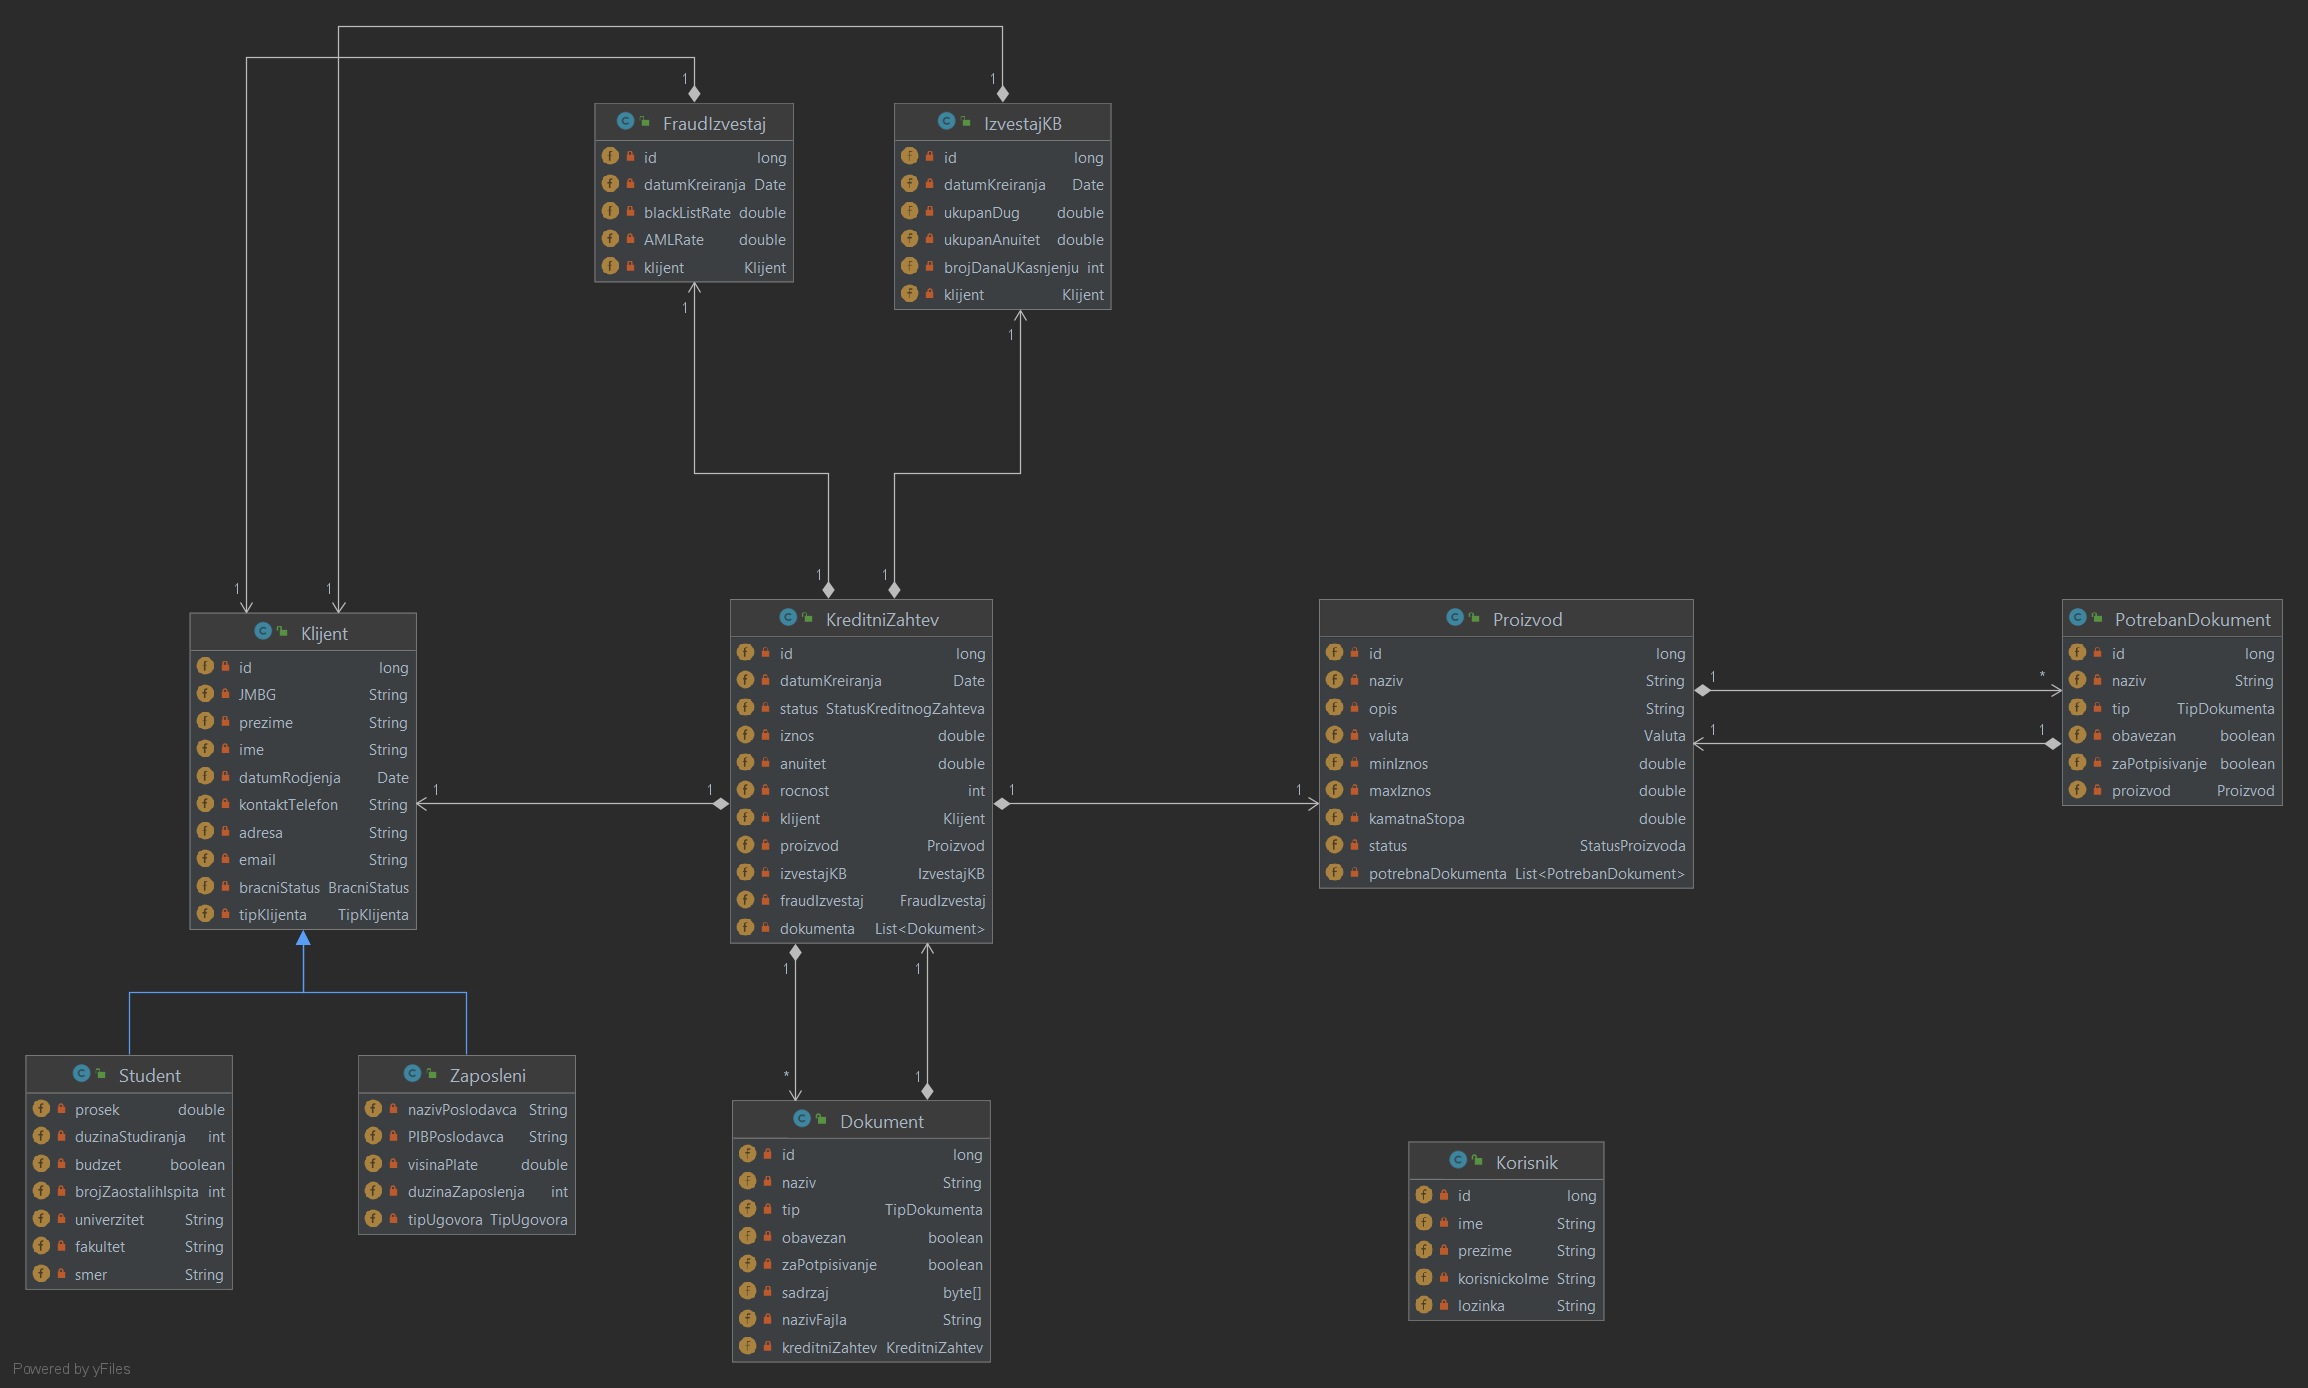 1
1
FraudIzvestaj
id long
datumKreiranja Date
blackListRate double
AMLRate double
klijent Klijent
IzvestajKB
id long
datumKreiranja Date
ukupanDug double
ukupanAnuitet double
brojDanaUKasnjenju int
klijent Klijent
1
1
1
1
1
1
Klijent
id long
JMBG String
prezime String
ime String
datumRodjenja Date
kontaktTelefon String
adresa String
email String
bracniStatus BracniStatus
tipKlijenta TipKlijenta
1
1
KreditniZahtev
id long
datumKreiranja Date
status StatusKreditnogZahteva
iznos double
anuitet double
rocnost int
klijent Klijent
proizvod Proizvod
izvestajKB IzvestajKB
fraudIzvestaj FraudIzvestaj
dokumenta List<Dokument>
1
1
Proizvod
id long
naziv String
opis String
valuta Valuta
minIznos double
maxIznos double
kamatnaStopa double
status StatusProizvoda
potrebnaDokumenta List<PotrebanDokument>
1
*
1
1
PotrebanDokument
id long
naziv String
tip TipDokumenta
obavezan boolean
zaPotpisivanje boolean
proizvod Proizvod
1
1
*
1
Student
prosek double
duzinaStudiranja int
budzet boolean
brojZaostalihIspita int
univerzitet String
fakultet String
smer String
Zaposleni
nazivPoslodavca String
PIBPoslodavca String
visinaPlate double
duzinaZaposlenja int
tipUgovora TipUgovora
Dokument
id long
naziv String
tip TipDokumenta
obavezan boolean
zaPotpisivanje boolean
sadrzaj byte[]
nazivFajla String
kreditniZahtev KreditniZahtev
Korisnik
id long
ime String
prezime String
korisnickoIme String
lozinka String
Powered by yFiles